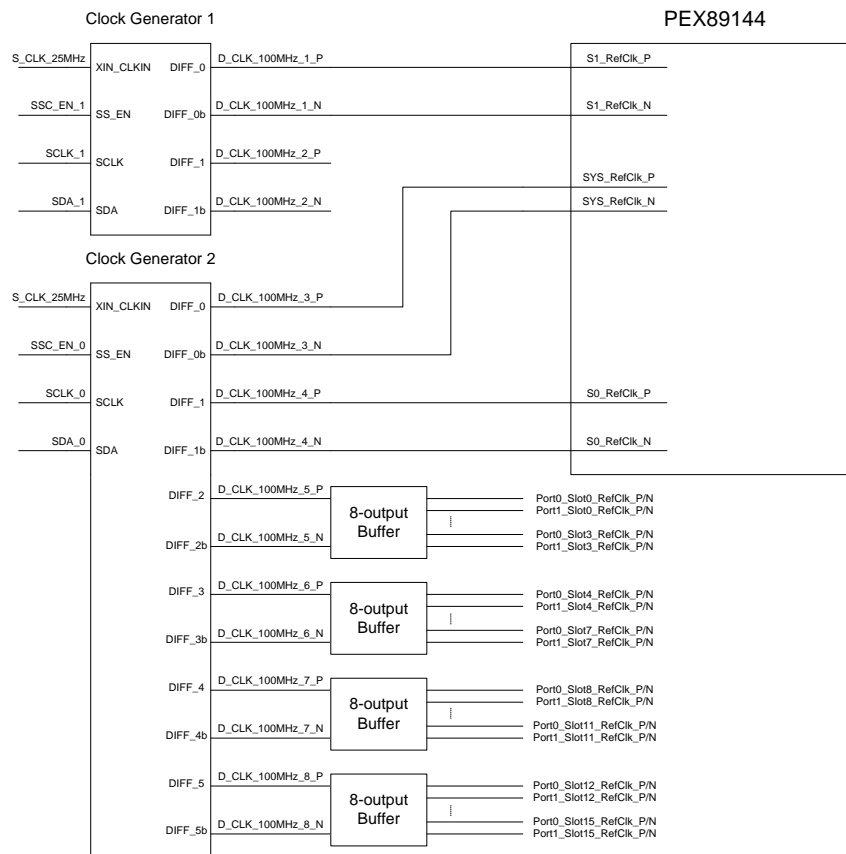 Clock Generator 1
PEX89144
S_CLK_25MHz
XIN_CLKIN
DIFF_0
D_CLK_100MHz_1_P
S1_RefClk_P
SSC_EN_1
SS_EN
DIFF_0b
D_CLK_100MHz_1_N
S1_RefClk_N
SCLK_1
SCLK
DIFF_1
D_CLK_100MHz_2_P
SYS_RefClk_P
SDA_1
SDA
DIFF_1b
D_CLK_100MHz_2_N
SYS_RefClk_N
Clock Generator 2
S_CLK_25MHz
XIN_CLKIN
DIFF_0
D_CLK_100MHz_3_P
SSC_EN_0
SS_EN
DIFF_0b
D_CLK_100MHz_3_N
SCLK_0
SCLK
DIFF_1
D_CLK_100MHz_4_P
S0_RefClk_P
SDA_0
SDA
DIFF_1b
D_CLK_100MHz_4_N
S0_RefClk_N
DIFF_2
D_CLK_100MHz_5_P
DIFF_2b
D_CLK_100MHz_5_N
8-output
Buffer
Port0_Slot0_RefClk_P/N
Port1_Slot0_RefClk_P/N
Port0_Slot3_RefClk_P/N
Port1_Slot3_RefClk_P/N
DIFF_3
D_CLK_100MHz_6_P
DIFF_3b
D_CLK_100MHz_6_N
8-output
Buffer
Port0_Slot4_RefClk_P/N
Port1_Slot4_RefClk_P/N
Port0_Slot7_RefClk_P/N
Port1_Slot7_RefClk_P/N
DIFF_4
D_CLK_100MHz_7_P
DIFF_4b
D_CLK_100MHz_7_N
8-output
Buffer
Port0_Slot8_RefClk_P/N
Port1_Slot8_RefClk_P/N
Port0_Slot11_RefClk_P/N
Port1_Slot11_RefClk_P/N
DIFF_5
D_CLK_100MHz_8_P
DIFF_5b
D_CLK_100MHz_8_N
8-output
Buffer
Port0_Slot12_RefClk_P/N
Port1_Slot12_RefClk_P/N
Port0_Slot15_RefClk_P/N
Port1_Slot15_RefClk_P/N